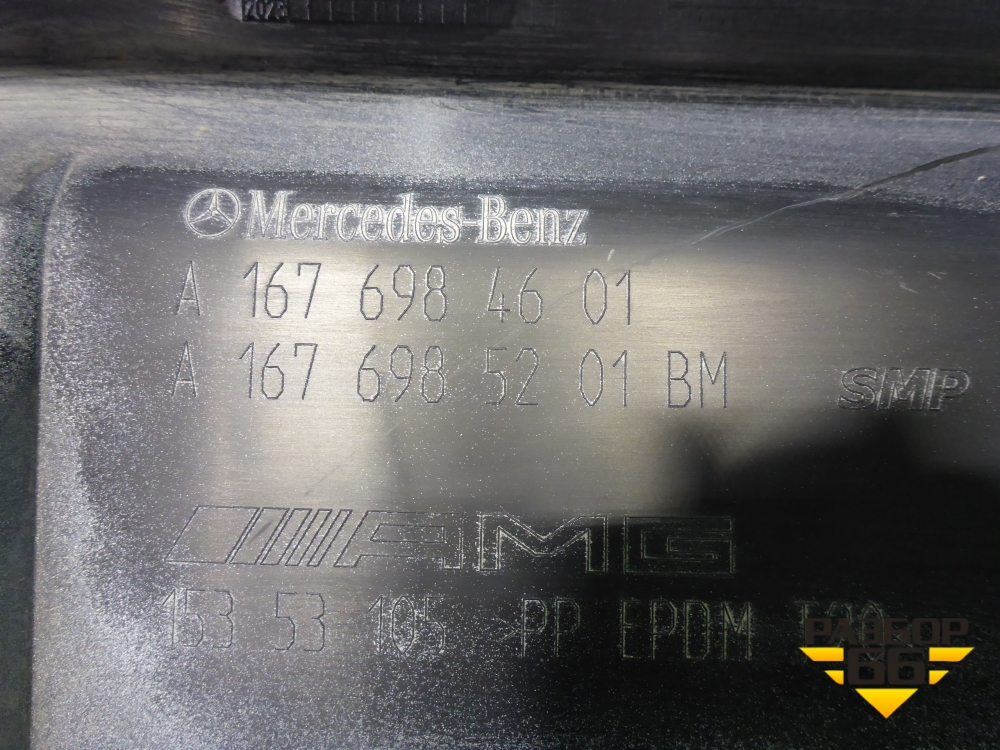 2023
Mercedes-Benz
A 167 698 46 01
A 167 698 52 01 BM
SMP
AMG
153 53 105 >PP EPDM
РАЗБОР
66